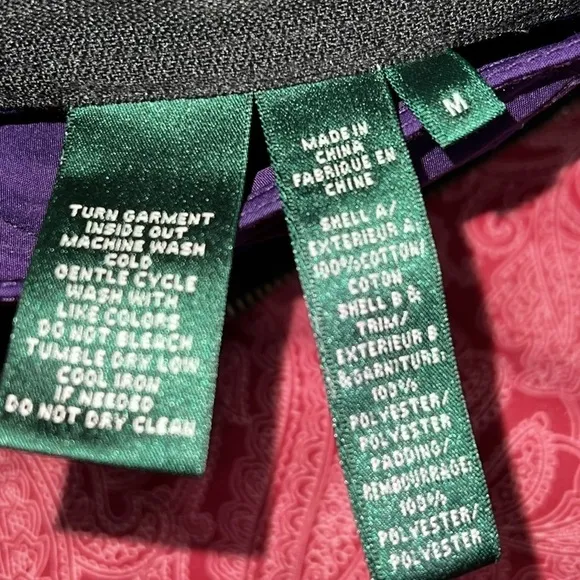 TURN GARMENT
INSIDE OUT
MACHINE WASH
COLD
GENTLE CYCLE
WASH WITH
LIKE COLORS
DO NOT BLEACH
TUMBLE DRY LOW
COOL IRON
IF NEEDED
DO NOT DRY CLEAN
MADE IN
CHINA
FABRIQUE EN
CHINE
SHELL A/
EXTERIEUR A:
100% COTTON/
COTON
SHELL B &
TRIM/
EXTERIEUR B
& GARNITURE:
100%
POLYESTER/
POLYESTER
PADDING/
REMBOURRAGE:
100%
POLYESTER/
POLYESTER
M